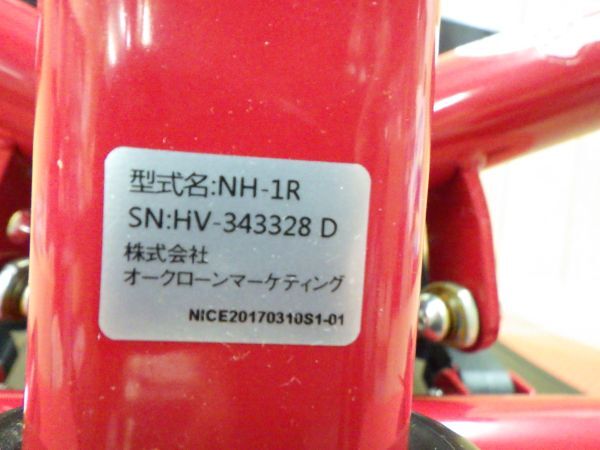 型式名:NH-1R
SN:HV-343328 D
株式会社
オークローンマーケティング
NICE20170310S1-01